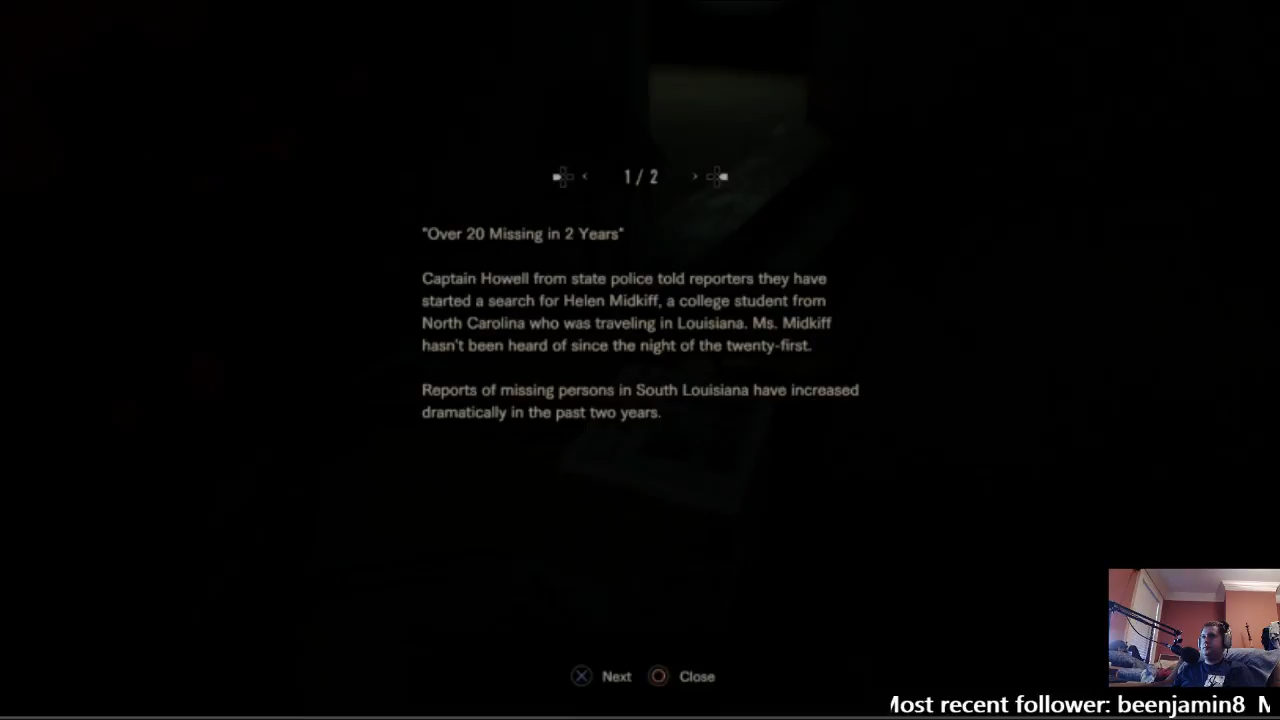 1 / 2
"Over 20 Missing in 2 Years"
Captain Howell from state police told reporters they have
started a search for Helen Midkiff, a college student from
North Carolina who was traveling in Louisiana. Ms. Midkiff
hasn't been heard of since the night of the twenty-first.
Reports of missing persons in South Louisiana have increased
dramatically in the past two years.
Next Close
Most recent follower: beenjamin8 M